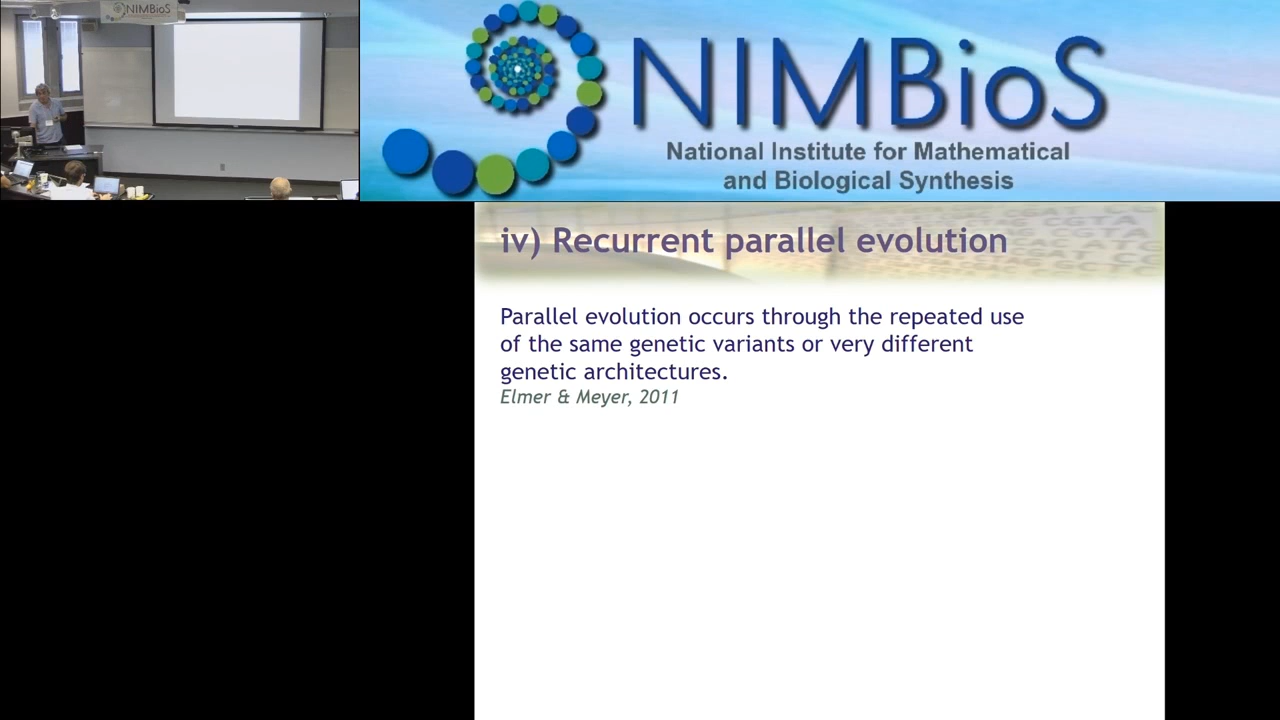 NIMBioS
NIMBioS
National Institute for Mathematical
and Biological Synthesis
iv) Recurrent parallel evolution
Parallel evolution occurs through the repeated use
of the same genetic variants or very different
genetic architectures.
Elmer & Meyer, 2011